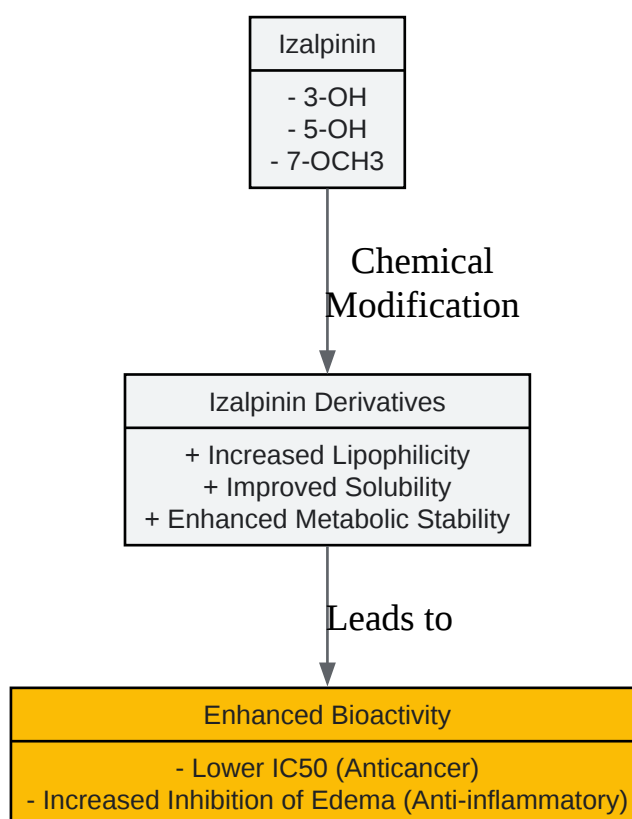 Izalpinin
- 3-OH
- 5-OH
- 7-OCH3
Chemical
Modification
Izalpinin Derivatives
+ Increased Lipophilicity
+ Improved Solubility
+ Enhanced Metabolic Stability
Leads to
Enhanced Bioactivity
- Lower IC50 (Anticancer)
- Increased Inhibition of Edema (Anti-inflammatory)